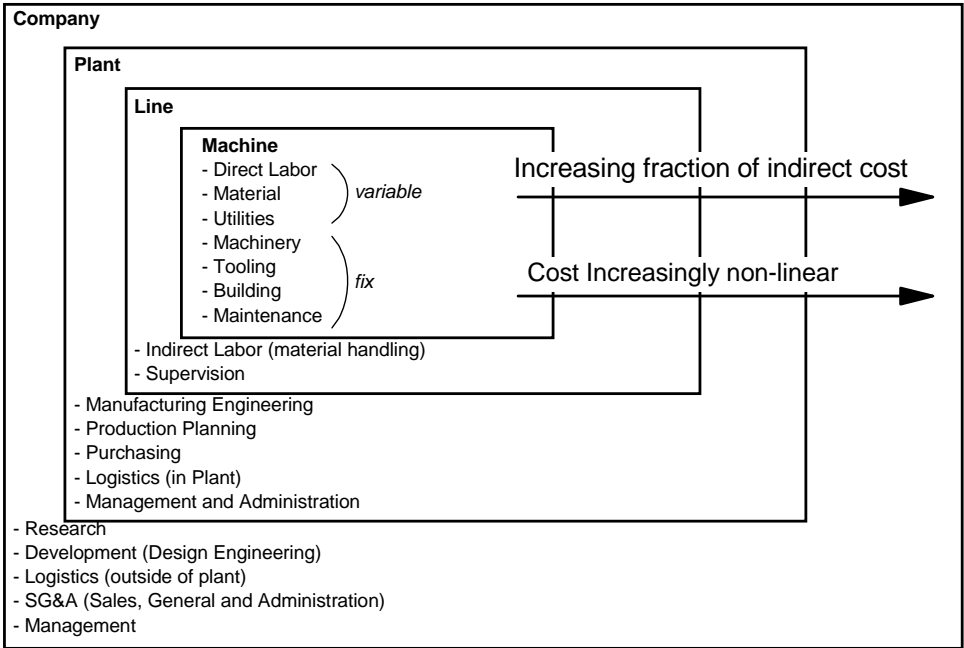 Company
Plant
Line
Machine
- Direct Labor
- Material
- Utilities
variable
- Machinery
- Tooling
- Building
- Maintenance
fix
Increasing fraction of indirect cost
Cost Increasingly non-linear
- Indirect Labor (material handling)
- Supervision
- Manufacturing Engineering
- Production Planning
- Purchasing
- Logistics (in Plant)
- Management and Administration
- Research
- Development (Design Engineering)
- Logistics (outside of plant)
- SG&A (Sales, General and Administration)
- Management